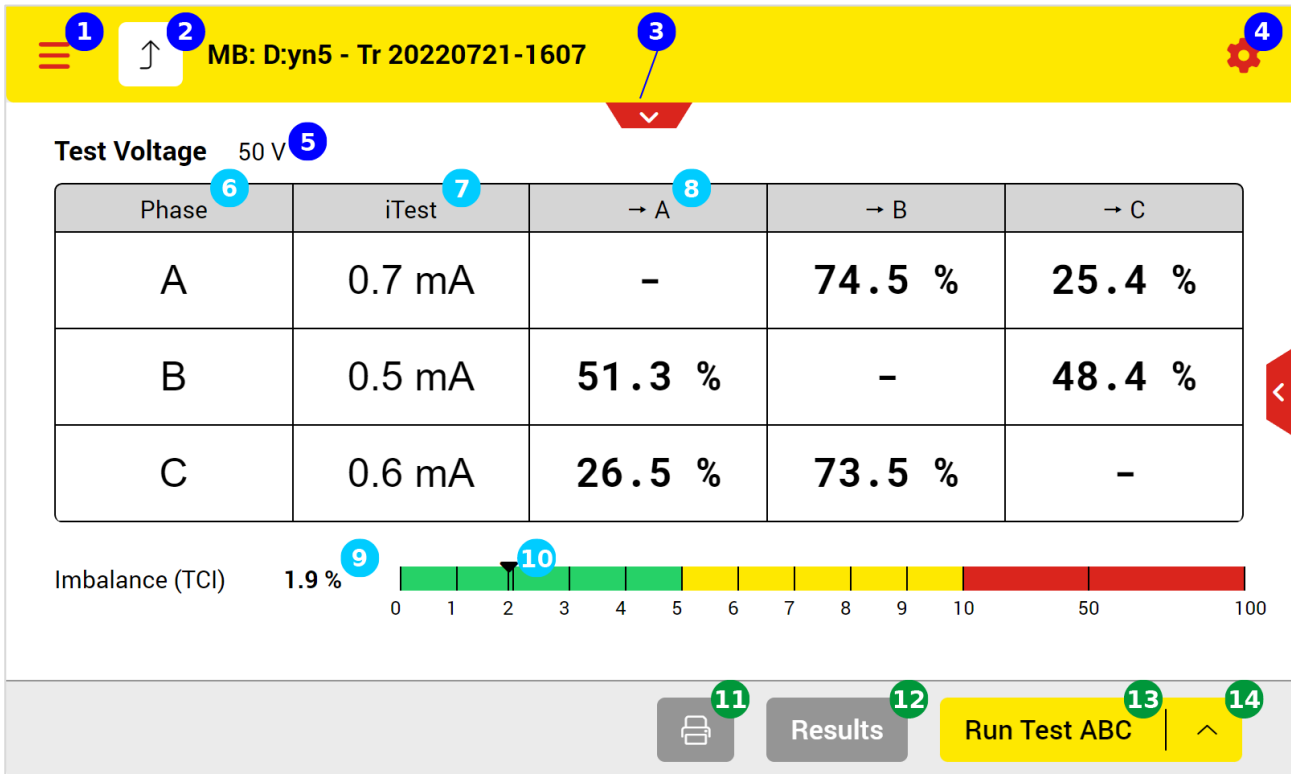 1 2 3 4
MB: D:yn5 - Tr 20220721-1607
Test Voltage 50 V 5
6 7 8
Phase iTest → A → B → C
A 0.7 mA – 74.5 % 25.4 %
B 0.5 mA 51.3 % – 48.4 %
C 0.6 mA 26.5 % 73.5 % –
9 10
Imbalance (TCI) 1.9 %
0 1 2 3 4 5 6 7 8 9 10 50 100
11 12 13 14
Results Run Test ABC